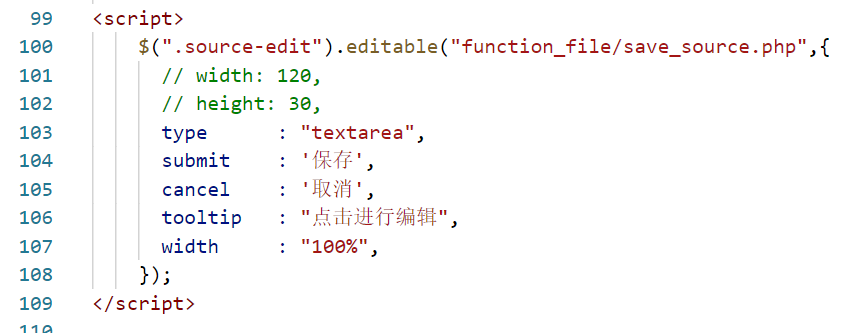 99 <script>
100 $(".source-edit").editable("function_file/save_source.php",{
101 // width: 120,
102 // height: 30,
103 type : "textarea",
104 submit : '保存',
105 cancel : '取消',
106 tooltip : "点击进行编辑",
107 width : "100%",
108 });
109 </script>
110